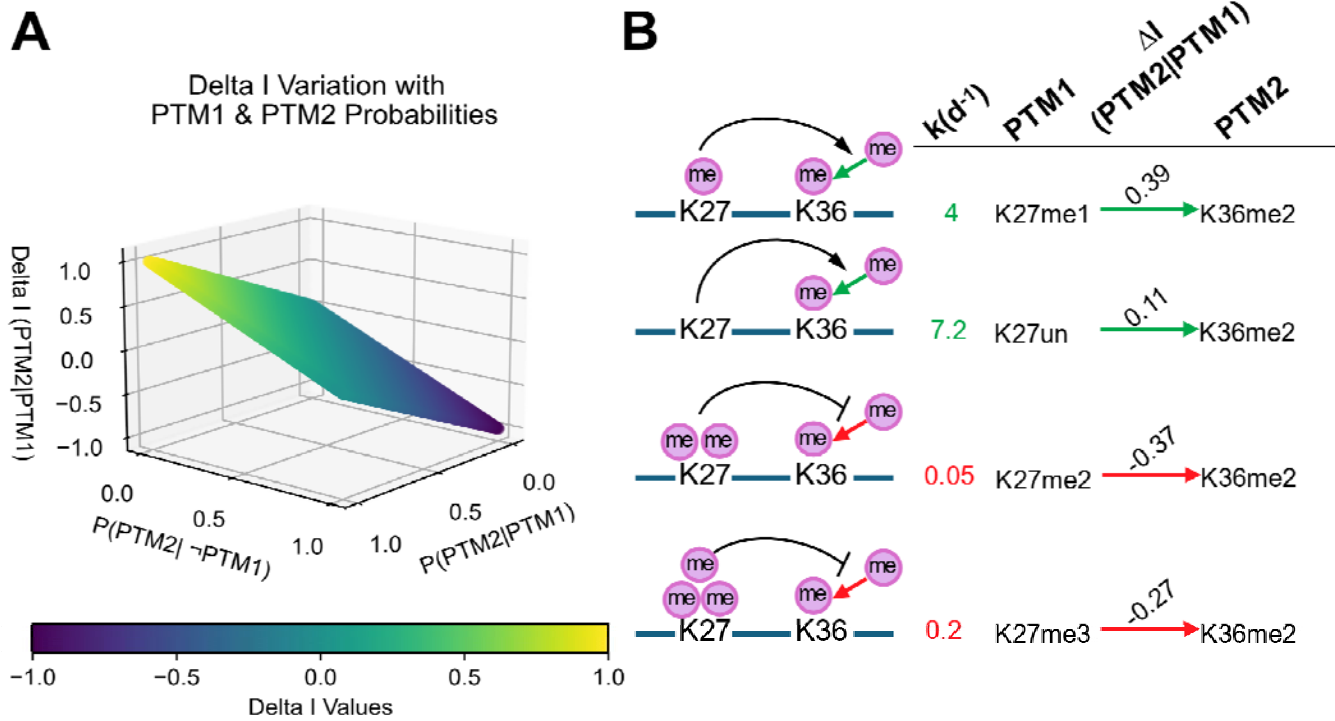 A
Delta I Variation with
PTM1 & PTM2 Probabilities
1.0
0.5
0.0
−0.5
−1.0
Delta I (PTM2|PTM1)
0.0
0.5
1.0
P(PTM2| ¬PTM1)
0.0
0.5
1.0
P(PTM2|PTM1)
−1.0 −0.5 0.0 0.5 1.0
Delta I Values
B
k(d⁻¹)
PTM1
ΔI
(PTM2|PTM1)
PTM2
me
me me
K27 K36
4 K27me1 0.39 K36me2
me
me
K27 K36
7.2 K27un 0.11 K36me2
me
me me me
K27 K36
0.05 K27me2 -0.37 K36me2
me me
me me me
K27 K36
0.2 K27me3 -0.27 K36me2